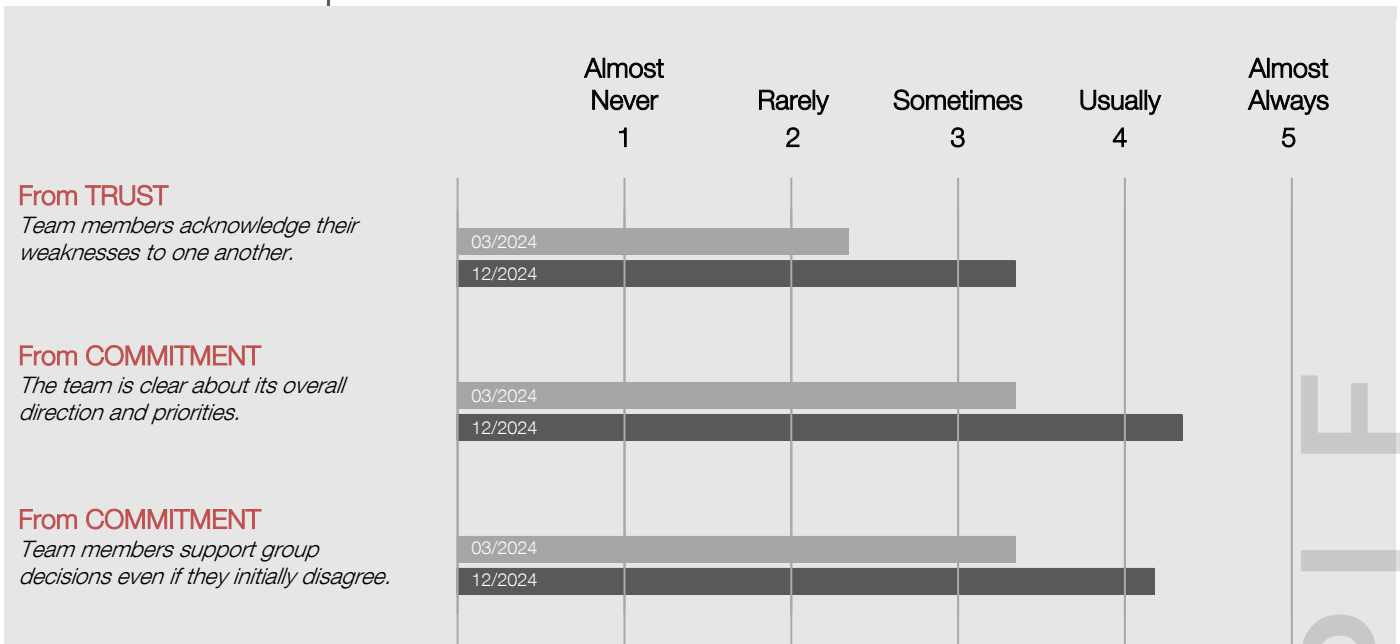 Almost
Never
Rarely
Sometimes
Usually
Almost
Always
1
2
3
4
5
From TRUST
Team members acknowledge their
weaknesses to one another.
03/2024
12/2024
From COMMITMENT
The team is clear about its overall
direction and priorities.
03/2024
12/2024
From COMMITMENT
Team members support group
decisions even if they initially disagree.
03/2024
12/2024